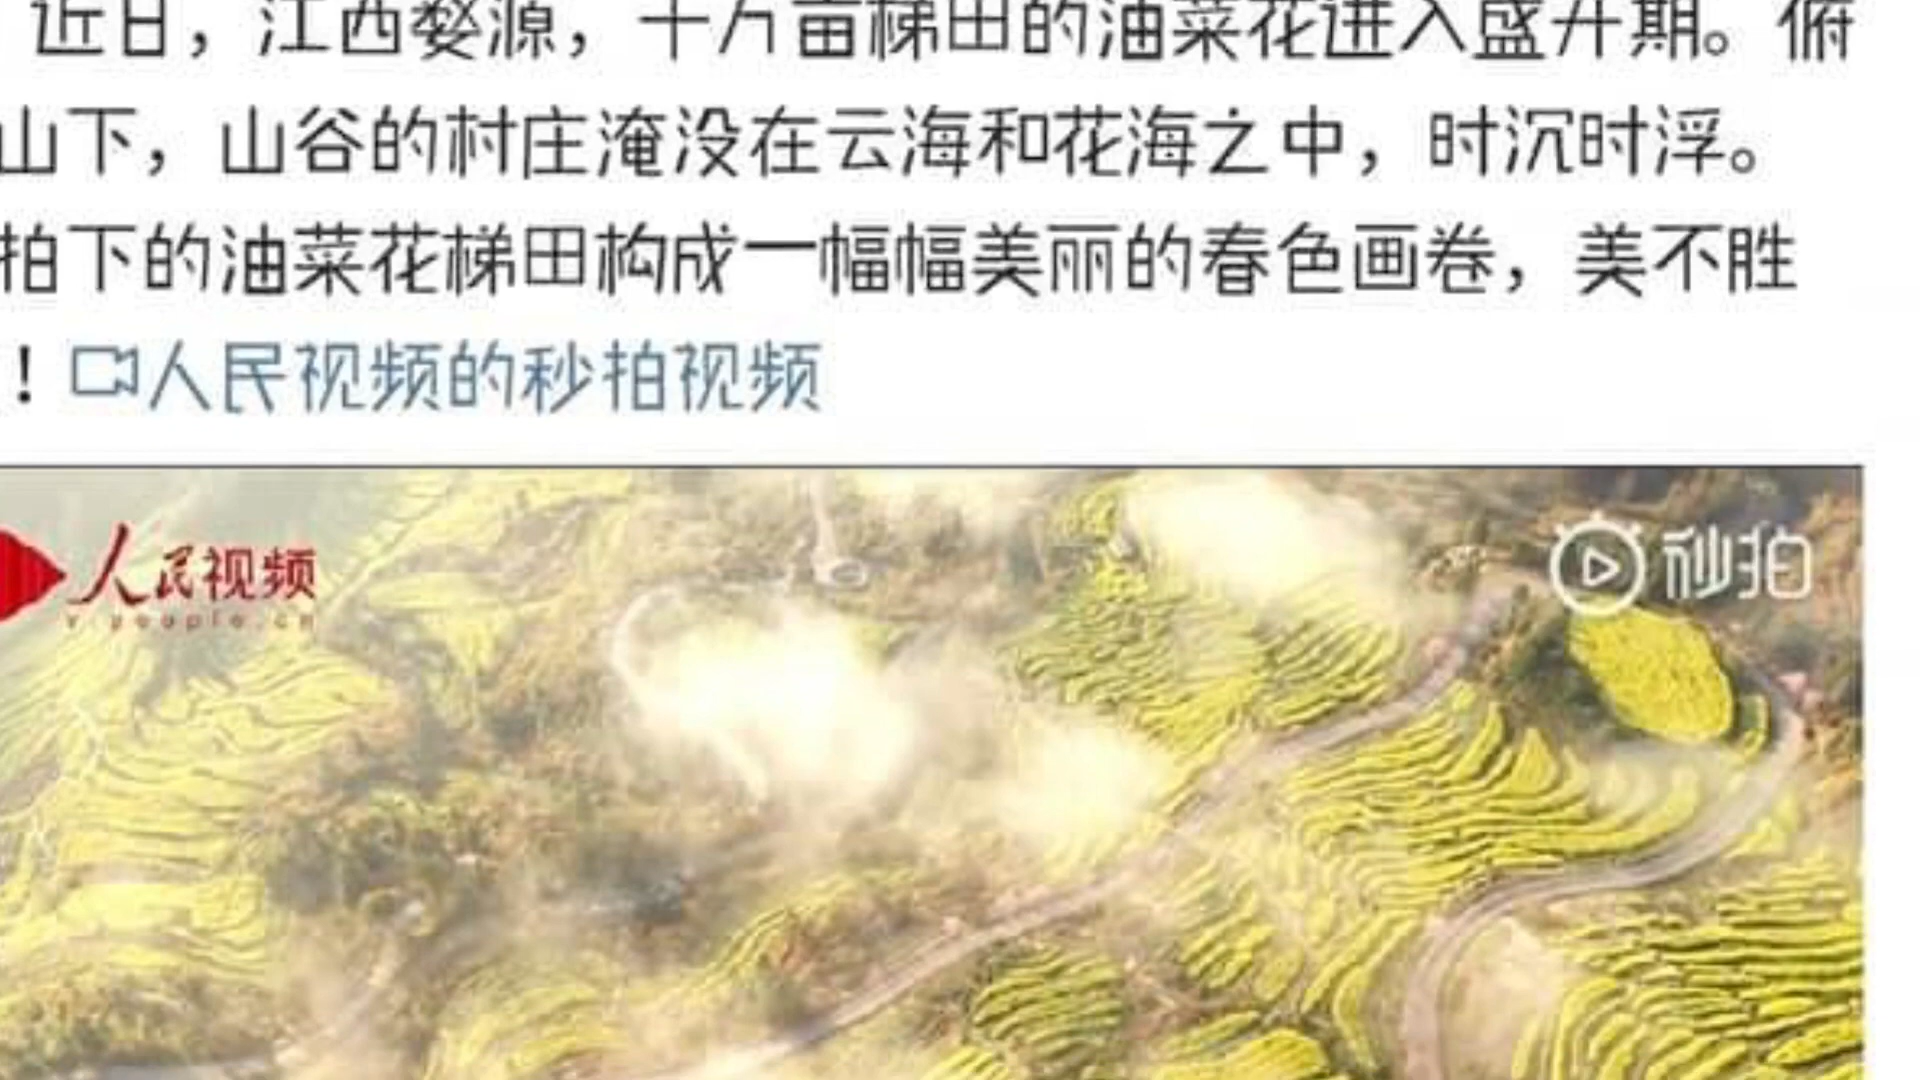 近日，江西婺源，十万亩梯田的油菜花进入盛开期。俯
山下，山谷的村庄淹没在云海和花海之中，时沉时浮。
拍下的油菜花梯田构成一幅幅美丽的春色画卷，美不胜
！人民视频的秒拍视频
人民视频
秒拍
v.people.cn